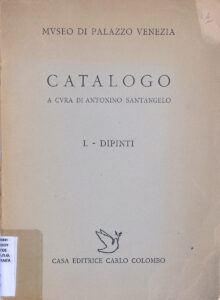 MVSEO DI PALAZZO VENEZIA
CATALOGO
A CVRA DI ANTONINO SANTANGELO
I. - DIPINTI
CASA EDITRICE CARLO COLOMBO